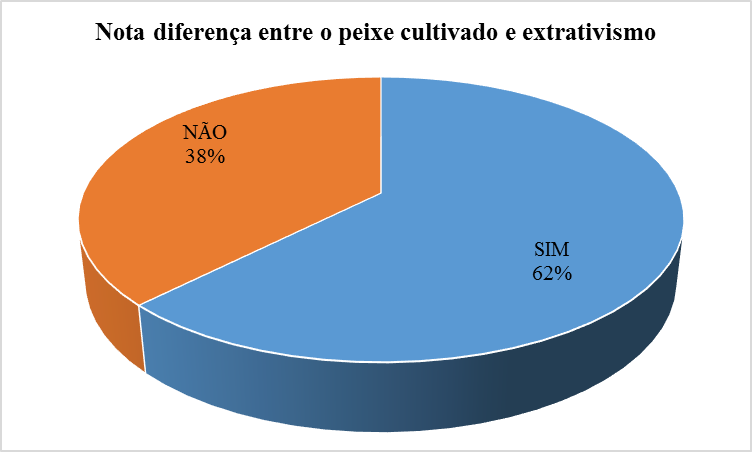 Nota diferença entre o peixe cultivado e extrativismo
NÃO
38%
SIM
62%